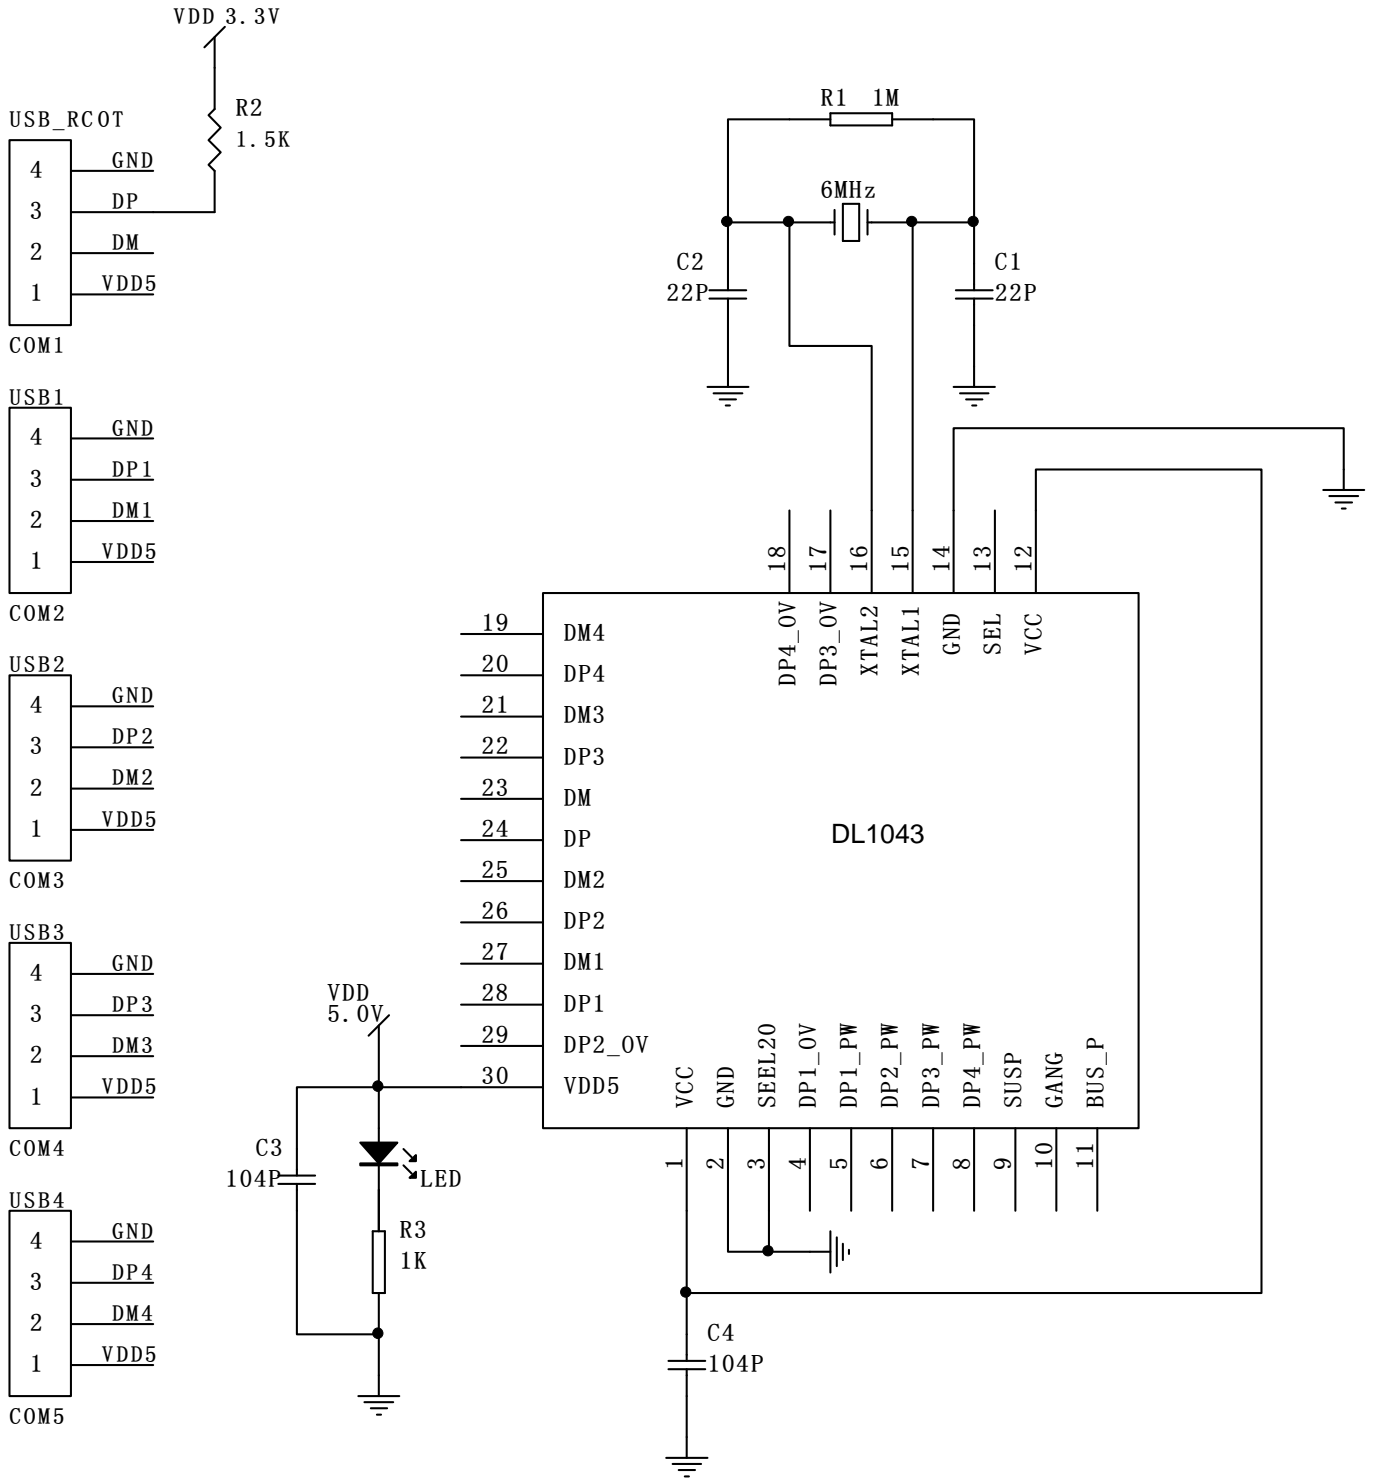 VDD 3.3V
R2
1.5K
USB_RCOT
4 GND
3 DP
2 DM
1 VDD5
COM1
USB1
4 GND
3 DP1
2 DM1
1 VDD5
COM2
USB2
4 GND
3 DP2
2 DM2
1 VDD5
COM3
USB3
4 GND
3 DP3
2 DM3
1 VDD5
COM4
USB4
4 GND
3 DP4
2 DM4
1 VDD5
COM5
R1 1M
6MHz
C2
22P
C1
22P
18 17 16 15 14 13 12
DP4_OV DP3_OV XTAL2 XTAL1 GND SEL VCC
19 DM4
20 DP4
21 DM3
22 DP3
23 DM
24 DP
25 DM2
26 DP2
27 DM1
28 DP1
29 DP2_OV
30 VDD5
DL1043
VDD
5.0V
C3
104P
LED
R3
1K
VCC GND SEEL20 DP1_OV DP1_PW DP2_PW DP3_PW DP4_PW SUSP GANG BUS_P
1 2 3 4 5 6 7 8 9 10 11
C4
104P